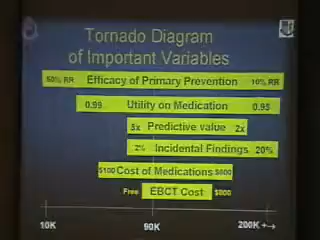 Tornado Diagram
of Important Variables
50% RR Efficacy of Primary Prevention 10% RR
0.99 Utility on Medication 0.95
5x Predictive value 2x
2% Incidental Findings 20%
$100 Cost of Medications $800
Free EBCT Cost $800
10K 90K 200K +→